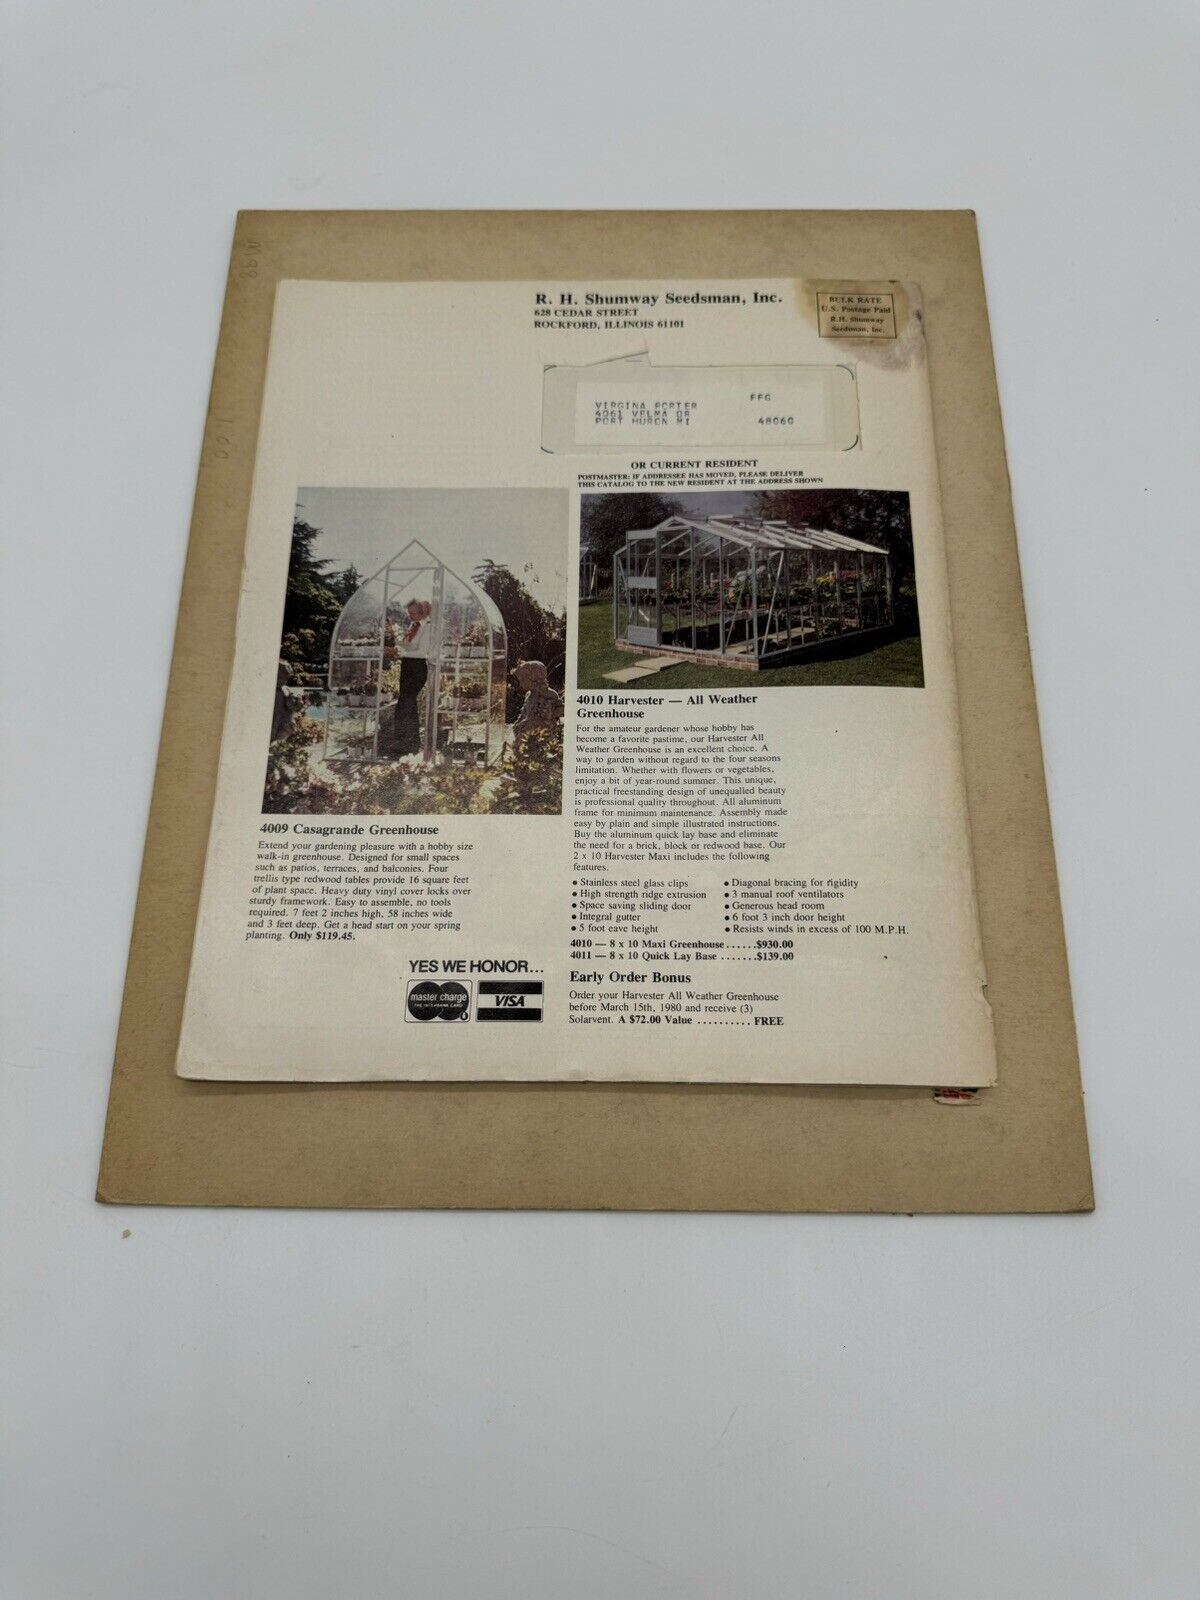 R. H. Shumway Seedsman, Inc.
628 CEDAR STREET
ROCKFORD, ILLINOIS 61101
BULK RATE
U.S. Postage Paid
R.H. Shumway
Seedsman, Inc.
FFG
VIRGINA PORTER
4061 VELMA DR
PORT HURON MI 48060
OR CURRENT RESIDENT
POSTMASTER: IF ADDRESSEE HAS MOVED, PLEASE DELIVER
THIS CATALOG TO THE NEW RESIDENT AT THE ADDRESS SHOWN
4009 Casagrande Greenhouse
Extend your gardening pleasure with a hobby size
walk-in greenhouse. Designed for small spaces
such as patios, terraces, and balconies. Four
trellis type redwood tables provide 16 square feet
of plant space. Heavy duty vinyl cover locks over
sturdy framework. Easy to assemble, no tools
required. 7 feet 2 inches high, 58 inches wide
and 3 feet deep. Get a head start on your spring
planting. Only $119.45.
YES WE HONOR...
master charge
THE INTERBANK CARD
VISA
4010 Harvester — All Weather
Greenhouse
For the amateur gardener whose hobby has
become a favorite pastime, our Harvester All
Weather Greenhouse is an excellent choice. A
way to garden without regard to the four seasons
limitation. Whether with flowers or vegetables,
enjoy a bit of year-round summer. This unique,
practical freestanding design of unequalled beauty
is professional quality throughout. All aluminum
frame for minimum maintenance. Assembly made
easy by plain and simple illustrated instructions.
Buy the aluminum quick lay base and eliminate
the need for a brick, block or redwood base. Our
2 x 10 Harvester Maxi includes the following
features.
• Stainless steel glass clips
• High strength ridge extrusion
• Space saving sliding door
• Integral gutter
• 5 foot eave height
• Diagonal bracing for rigidity
• 3 manual roof ventilators
• Generous head room
• 6 foot 3 inch door height
• Resists winds in excess of 100 M.P.H.
4010 — 8 x 10 Maxi Greenhouse......$930.00
4011 — 8 x 10 Quick Lay Base .......$139.00
Early Order Bonus
Order your Harvester All Weather Greenhouse
before March 15th, 1980 and receive (3)
Solarvent. A $72.00 Value .......... FREE